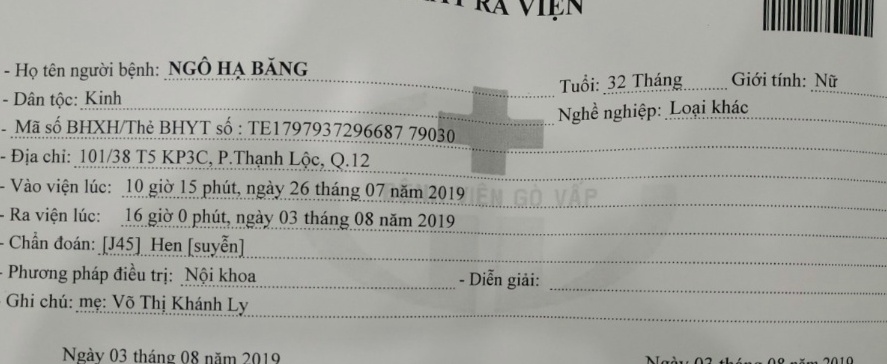 RA VIỆN
- Họ tên người bệnh: NGÔ HẠ BĂNG
Tuổi: 32 Tháng Giới tính: Nữ
- Dân tộc: Kinh
Nghề nghiệp: Loại khác
- Mã số BHXH/Thẻ BHYT số : TE1797937296687 79030
- Địa chỉ: 101/38 T5 KP3C, P.Thạnh Lộc, Q.12
- Vào viện lúc: 10 giờ 15 phút, ngày 26 tháng 07 năm 2019
VIỆN GÒ VẤP
- Ra viện lúc: 16 giờ 0 phút, ngày 03 tháng 08 năm 2019
- Chẩn đoán: [J45] Hen [suyễn]
- Phương pháp điều trị: Nội khoa - Diễn giải:
Ghi chú: mẹ: Võ Thị Khánh Ly
Ngày 03 tháng 08 năm 2019
Ngày 03 tháng 08 năm 2019